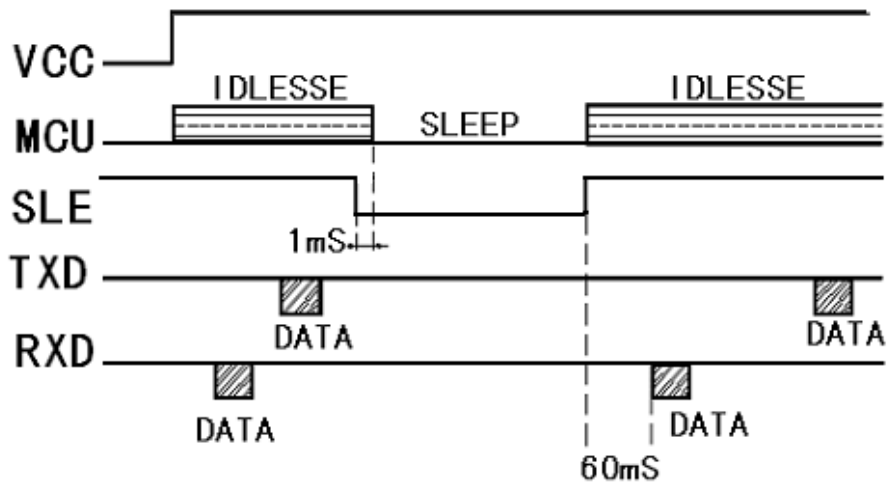 VCC
IDLESSE
IDLESSE
MCU
SLEEP
SLE
1mS
TXD
DATA
DATA
RXD
DATA
DATA
60mS